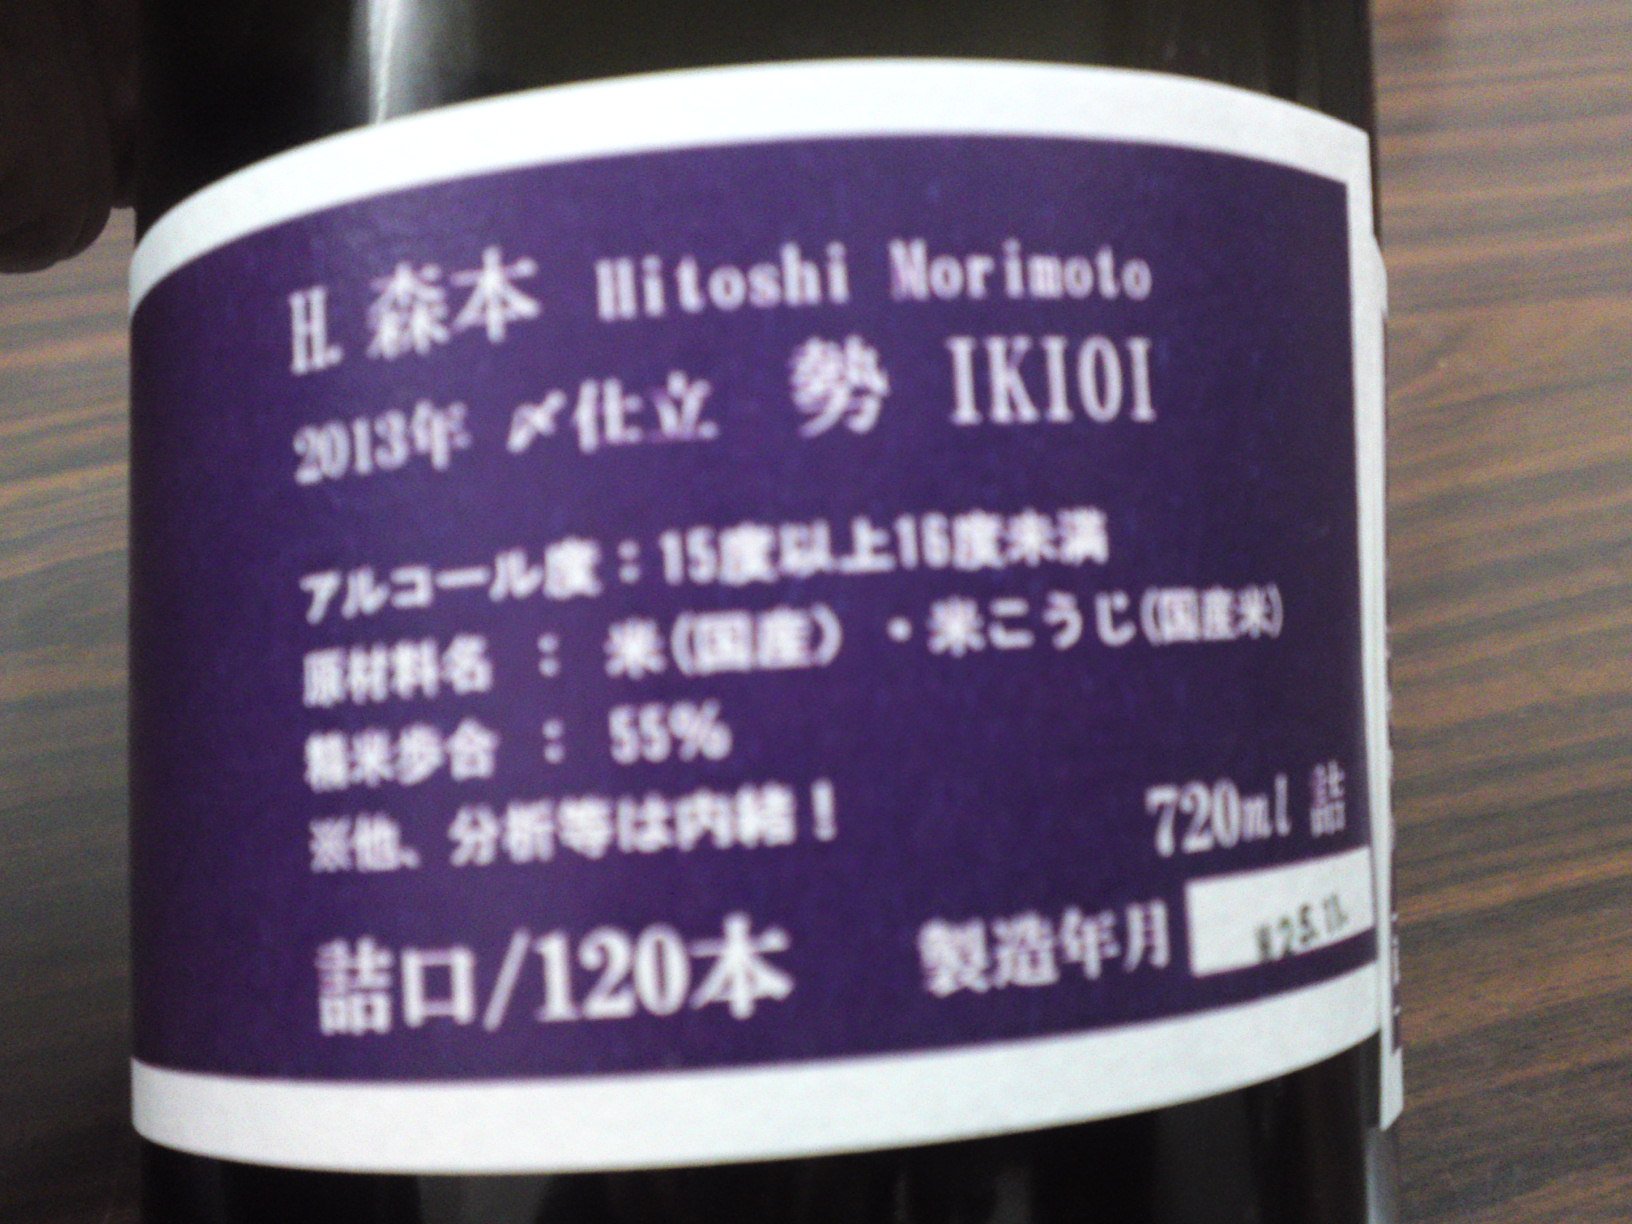 H. 森本 Hitoshi Morimoto
2013年 〆仕立 勢 IKIOI
アルコール度：15度以上16度未満
原材料名 ： 米(国産)・米こうじ(国産米)
精米歩合 ： 55%
※他、分析等は内緒！
720ml 詰
詰口/120本 製造年月 25.11.